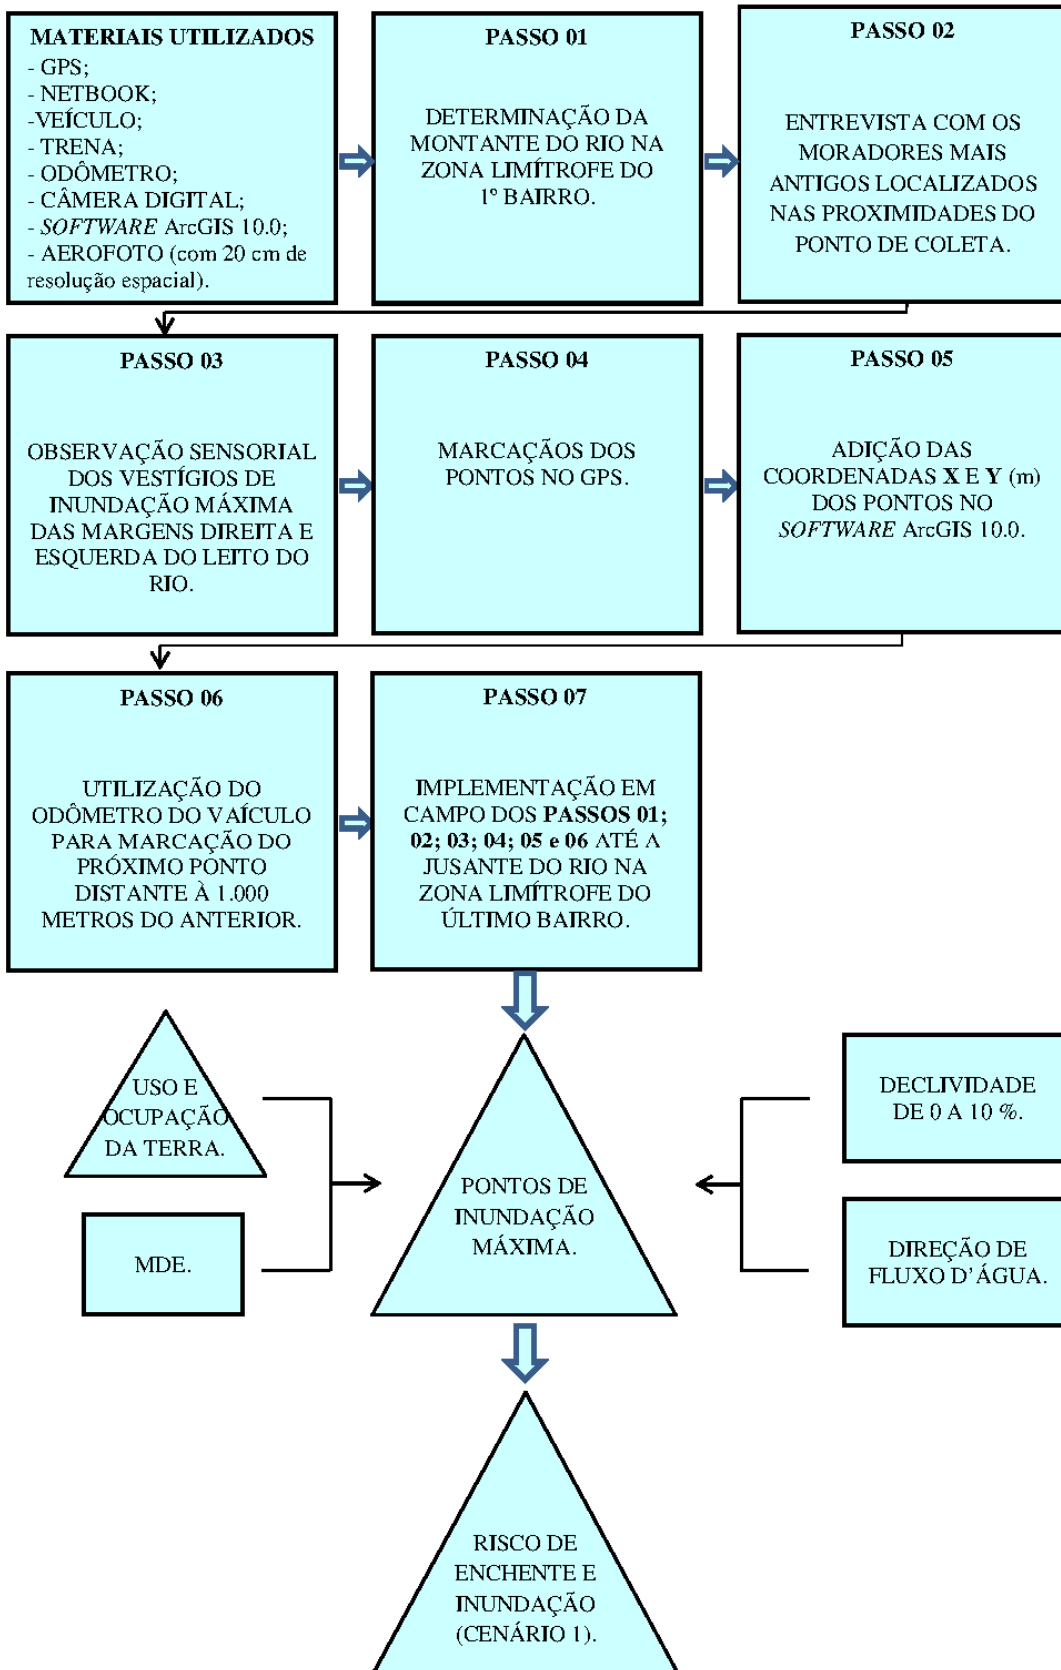 MATERIAIS UTILIZADOS
- GPS;
- NETBOOK;
-VEÍCULO;
- TRENA;
- ODÔMETRO;
- CÂMERA DIGITAL;
- SOFTWARE ArcGIS 10.0;
- AEROFOTO (com 20 cm de
resolução espacial).
PASSO 01
DETERMINAÇÃO DA
MONTANTE DO RIO NA
ZONA LIMÍTROFE DO
1º BAIRRO.
PASSO 02
ENTREVISTA COM OS
MORADORES MAIS
ANTIGOS LOCALIZADOS
NAS PROXIMIDADES DO
PONTO DE COLETA.
PASSO 03
OBSERVAÇÃO SENSORIAL
DOS VESTÍGIOS DE
INUNDAÇÃO MÁXIMA
DAS MARGENS DIREITA E
ESQUERDA DO LEITO DO
RIO.
PASSO 04
MARCAÇÃOS DOS
PONTOS NO GPS.
PASSO 05
ADIÇÃO DAS
COORDENADAS X E Y (m)
DOS PONTOS NO
SOFTWARE ArcGIS 10.0.
PASSO 06
UTILIZAÇÃO DO
ODÔMETRO DO VAÍCULO
PARA MARCAÇÃO DO
PRÓXIMO PONTO
DISTANTE À 1.000
METROS DO ANTERIOR.
PASSO 07
IMPLEMENTAÇÃO EM
CAMPO DOS PASSOS 01;
02; 03; 04; 05 e 06 ATÉ A
JUSANTE DO RIO NA
ZONA LIMÍTROFE DO
ÚLTIMO BAIRRO.
USO E
OCUPAÇÃO
DA TERRA.
MDE.
PONTOS DE
INUNDAÇÃO
MÁXIMA.
DECLIVIDADE
DE 0 A 10 %.
DIREÇÃO DE
FLUXO D'ÁGUA.
RISCO DE
ENCHENTE E
INUNDAÇÃO
(CENÁRIO 1).